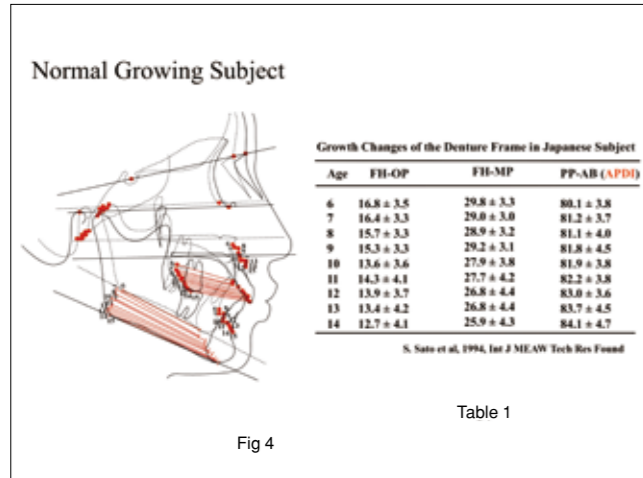 Normal Growing Subject
Growth Changes of the Denture Frame in Japanese Subject
Age FH-OP FH-MP PP-AB (APDI)
6 16.8 ± 3.5 29.8 ± 3.3 80.1 ± 3.8
7 16.4 ± 3.3 29.0 ± 3.0 81.2 ± 3.7
8 15.7 ± 3.3 28.9 ± 3.2 81.1 ± 4.0
9 15.3 ± 3.3 29.2 ± 3.1 81.8 ± 4.5
10 13.6 ± 3.6 27.9 ± 3.8 81.9 ± 3.8
11 14.3 ± 4.1 27.7 ± 4.2 82.2 ± 3.8
12 13.9 ± 3.7 26.8 ± 4.4 83.0 ± 3.6
13 13.4 ± 4.2 26.8 ± 4.4 83.7 ± 4.5
14 12.7 ± 4.1 25.9 ± 4.3 84.1 ± 4.7
S. Sato et al, 1994, Int J MEAW Tech Res Found
Table 1
Fig 4